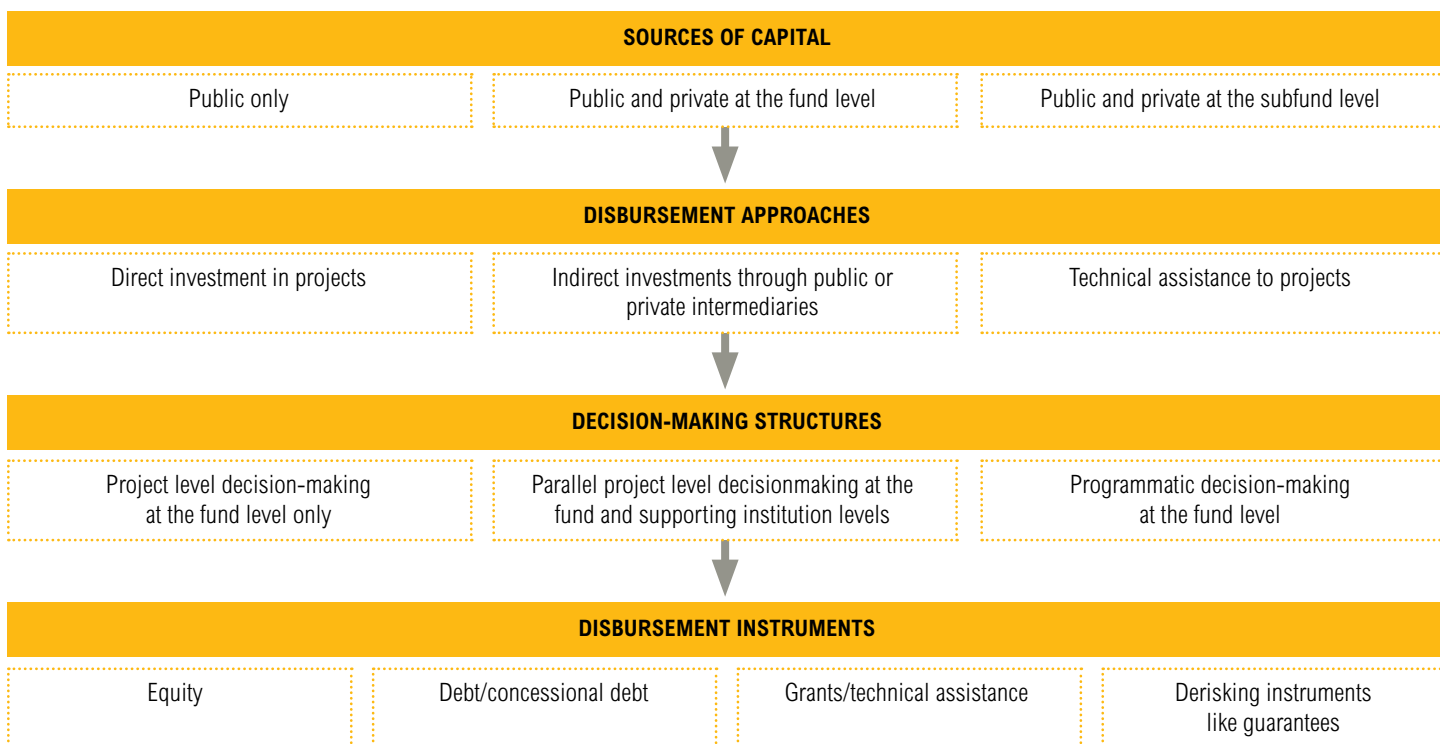 SOURCES OF CAPITAL
Public only
Public and private at the fund level
Public and private at the subfund level
DISBURSEMENT APPROACHES
Direct investment in projects
Indirect investments through public or
private intermediaries
Technical assistance to projects
DECISION-MAKING STRUCTURES
Project level decision-making
at the fund level only
Parallel project level decisionmaking at the
fund and supporting institution levels
Programmatic decision-making
at the fund level
DISBURSEMENT INSTRUMENTS
Equity
Debt/concessional debt
Grants/technical assistance
Derisking instruments
like guarantees